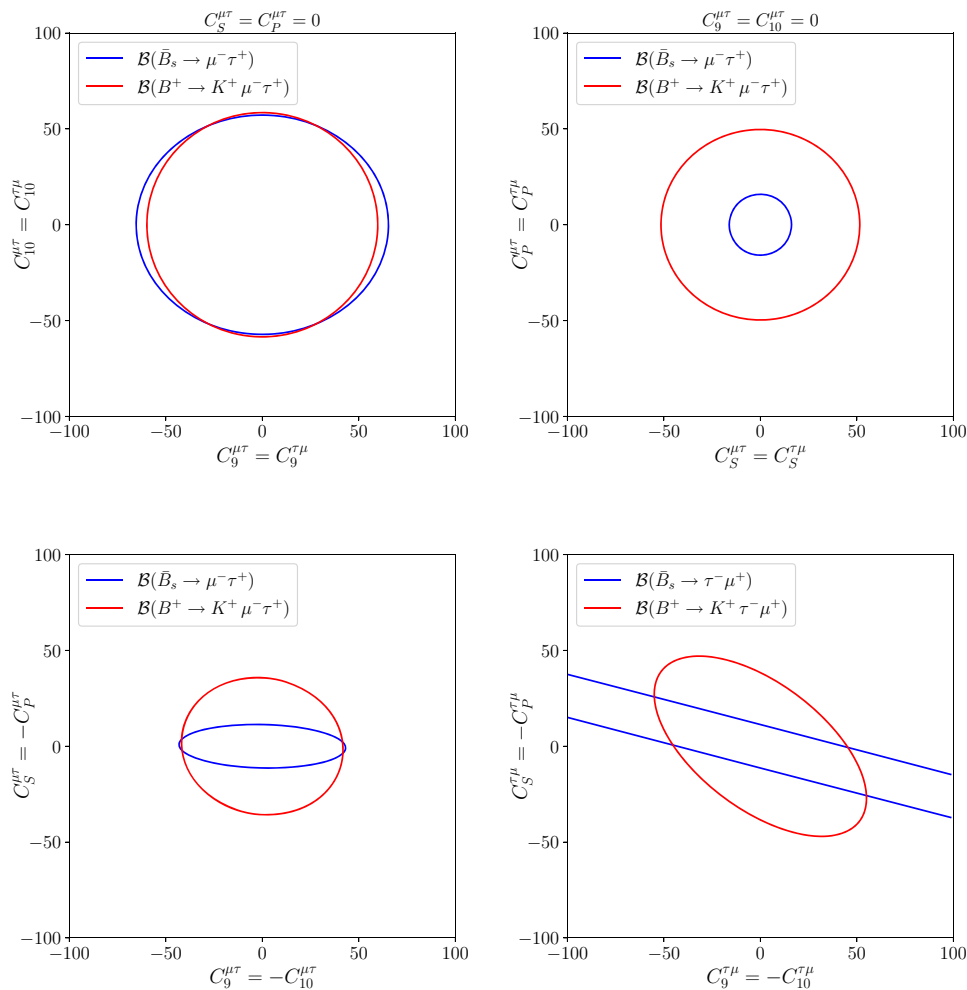 $C_S^{\mu\tau} = C_P^{\mu\tau} = 0$
100
50
0
−50
−100
$\mathcal{B}(\bar{B}_s \to \mu^-\tau^+)$
$\mathcal{B}(B^+ \to K^+ \mu^-\tau^+)$
$C_{10}^{\mu\tau} = C_{10}^{\tau\mu}$
−100 −50 0 50 100
$C_9^{\mu\tau} = C_9^{\tau\mu}$
$C_9^{\mu\tau} = C_{10}^{\mu\tau} = 0$
100
50
0
−50
−100
$\mathcal{B}(\bar{B}_s \to \mu^-\tau^+)$
$\mathcal{B}(B^+ \to K^+ \mu^-\tau^+)$
$C_P^{\mu\tau} = C_P^{\tau\mu}$
−100 −50 0 50 100
$C_S^{\mu\tau} = C_S^{\tau\mu}$
100
50
0
−50
−100
$\mathcal{B}(\bar{B}_s \to \mu^-\tau^+)$
$\mathcal{B}(B^+ \to K^+ \mu^-\tau^+)$
$C_S^{\mu\tau} = -C_P^{\mu\tau}$
−100 −50 0 50 100
$C_9^{\mu\tau} = -C_{10}^{\mu\tau}$
100
50
0
−50
−100
$\mathcal{B}(\bar{B}_s \to \tau^-\mu^+)$
$\mathcal{B}(B^+ \to K^+ \tau^-\mu^+)$
$C_S^{\tau\mu} = -C_P^{\tau\mu}$
−100 −50 0 50 100
$C_9^{\tau\mu} = -C_{10}^{\tau\mu}$